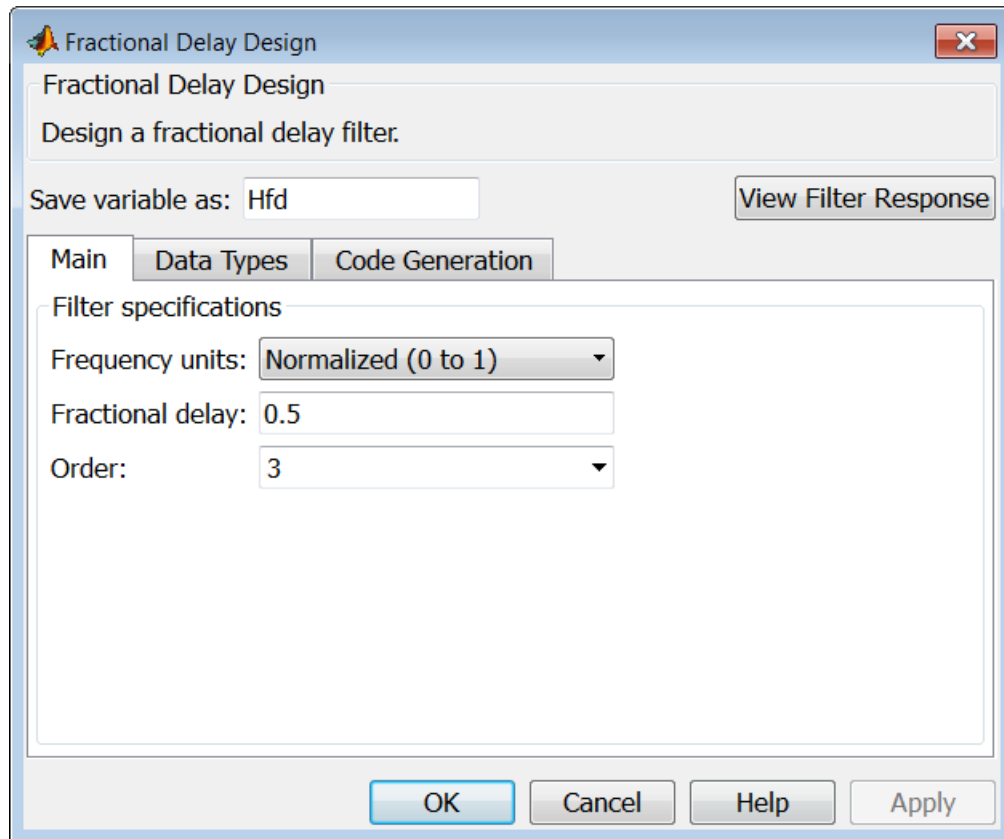 Fractional Delay Design
Fractional Delay Design
Design a fractional delay filter.
Save variable as: Hfd View Filter Response
Main Data Types Code Generation
Filter specifications
Frequency units: Normalized (0 to 1)
Fractional delay: 0.5
Order: 3
OK Cancel Help Apply